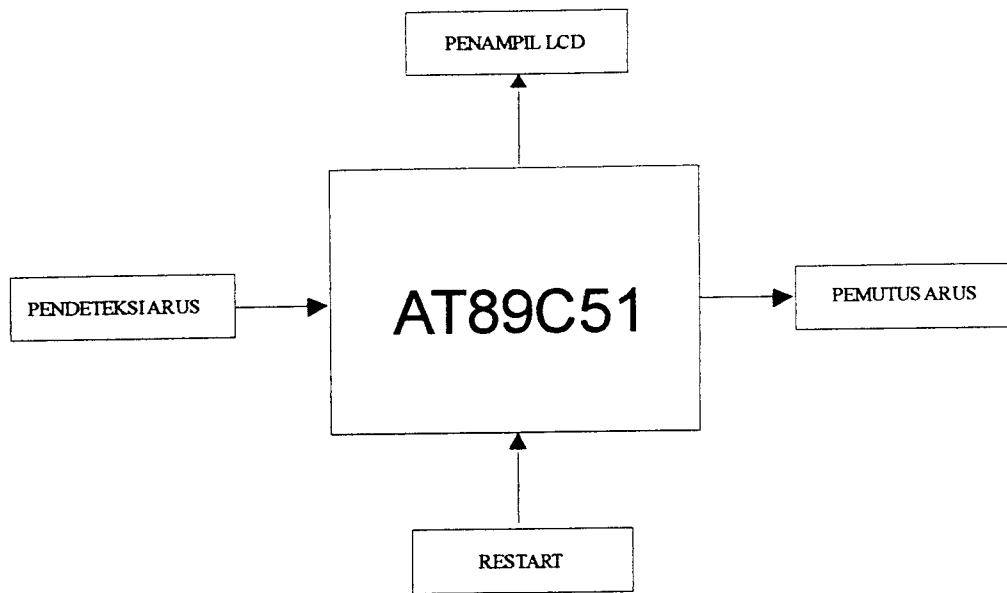 PENAMPIL LCD
PENDETEKSI ARUS
AT89C51
PEMUTUS ARUS
RESTART